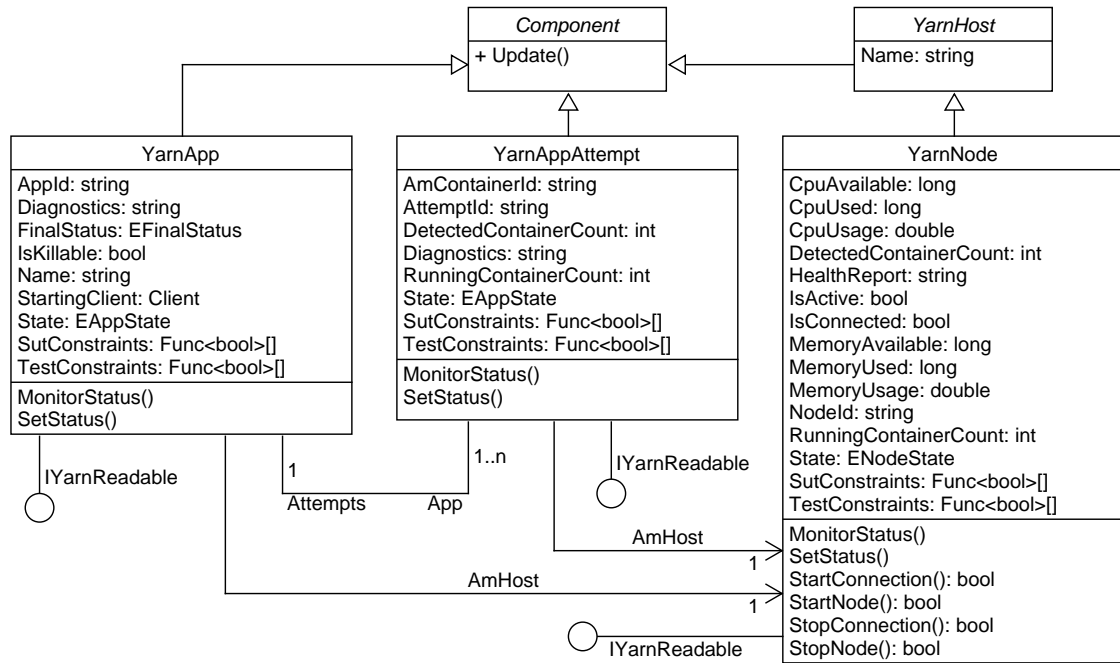 Component
+ Update()
YarnHost
Name: string
YarnApp
AppId: string
Diagnostics: string
FinalStatus: EFinalStatus
IsKillable: bool
Name: string
StartingClient: Client
State: EAppState
SutConstraints: Func<bool>[]
TestConstraints: Func<bool>[]
MonitorStatus()
SetStatus()
YarnAppAttempt
AmContainerId: string
AttemptId: string
DetectedContainerCount: int
Diagnostics: string
RunningContainerCount: int
State: EAppState
SutConstraints: Func<bool>[]
TestConstraints: Func<bool>[]
MonitorStatus()
SetStatus()
YarnNode
CpuAvailable: long
CpuUsed: long
CpuUsage: double
DetectedContainerCount: int
HealthReport: string
IsActive: bool
IsConnected: bool
MemoryAvailable: long
MemoryUsed: long
MemoryUsage: double
NodeId: string
RunningContainerCount: int
State: ENodeState
SutConstraints: Func<bool>[]
TestConstraints: Func<bool>[]
MonitorStatus()
SetStatus()
StartConnection(): bool
StartNode(): bool
StopConnection(): bool
StopNode(): bool
IYarnReadable
1
Attempts
1..n
App
IYarnReadable
AmHost
1
AmHost
1
IYarnReadable